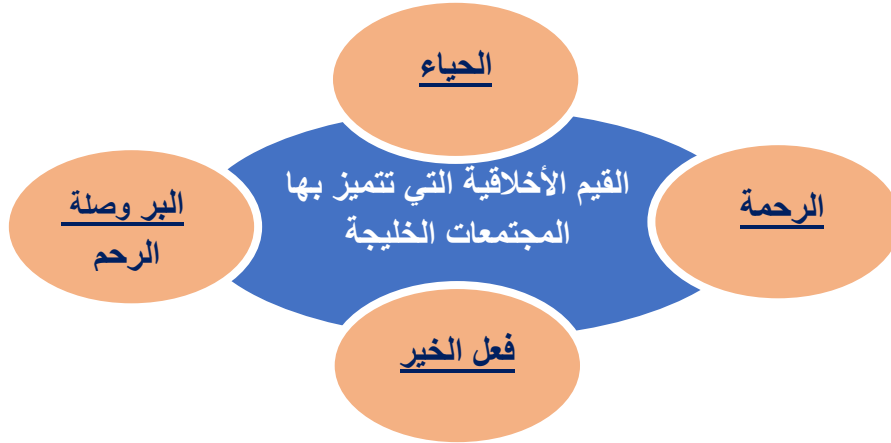 الحياء
القيم الأخلاقية التي تتميز بها
المجتمعات الخليجة
الرحمة
البر وصلة
الرحم
فعل الخير